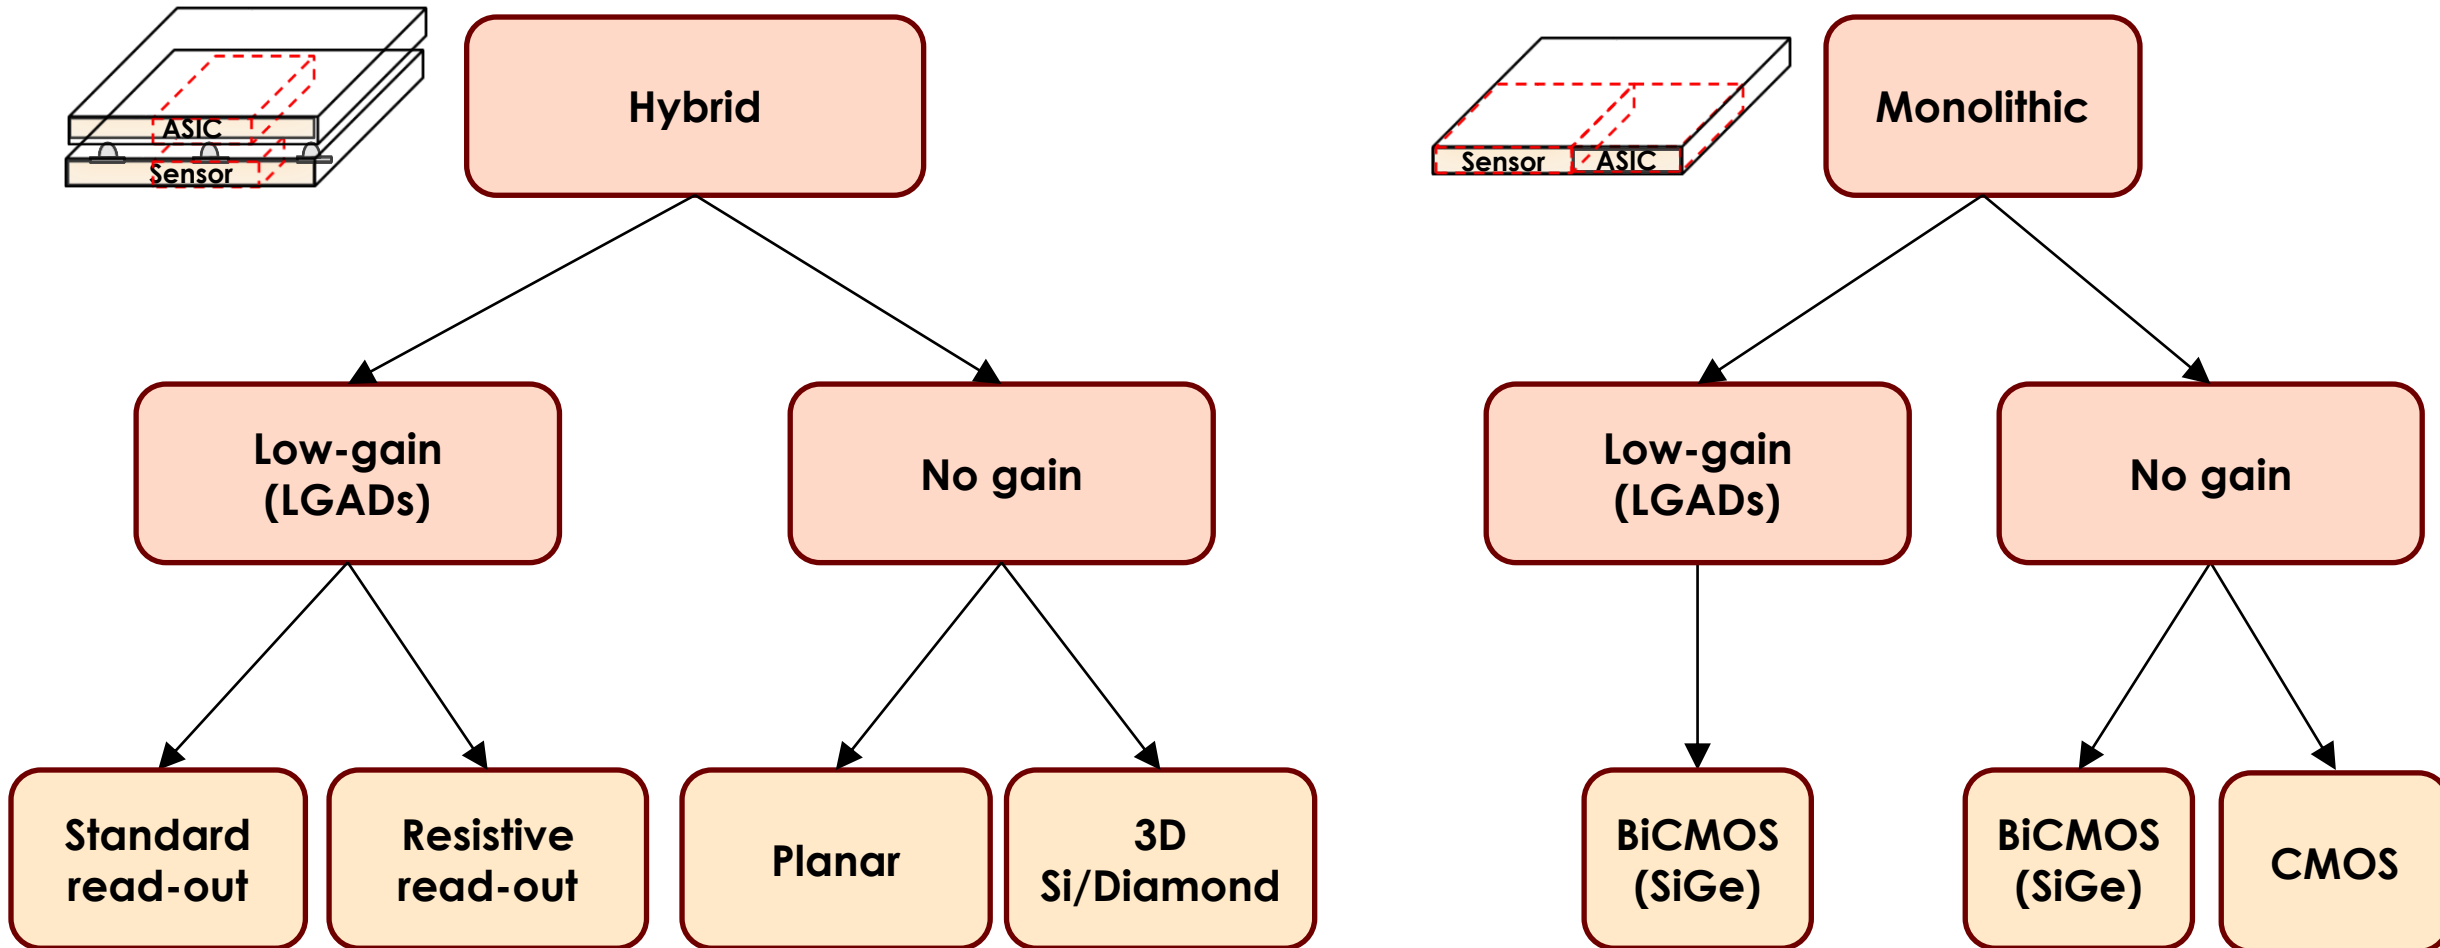 ASIC
Sensor
Hybrid
Sensor
ASIC
Monolithic
Low-gain
(LGADs)
No gain
Low-gain
(LGADs)
No gain
Standard
read-out
Resistive
read-out
Planar
3D
Si/Diamond
BiCMOS
(SiGe)
BiCMOS
(SiGe)
CMOS